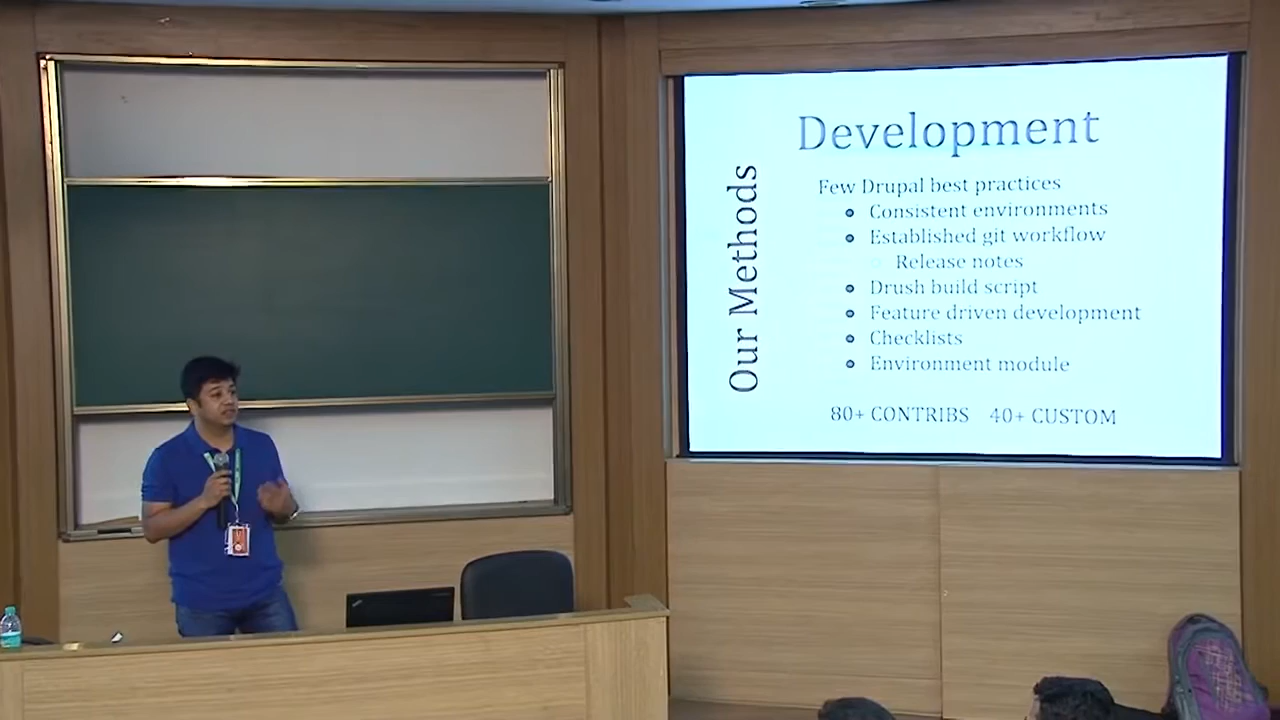 Development
Our Methods
Few Drupal best practices
Consistent environments
Established git workflow
Release notes
Drush build script
Feature driven development
Checklists
Environment module
80+ CONTRIBS 40+ CUSTOM